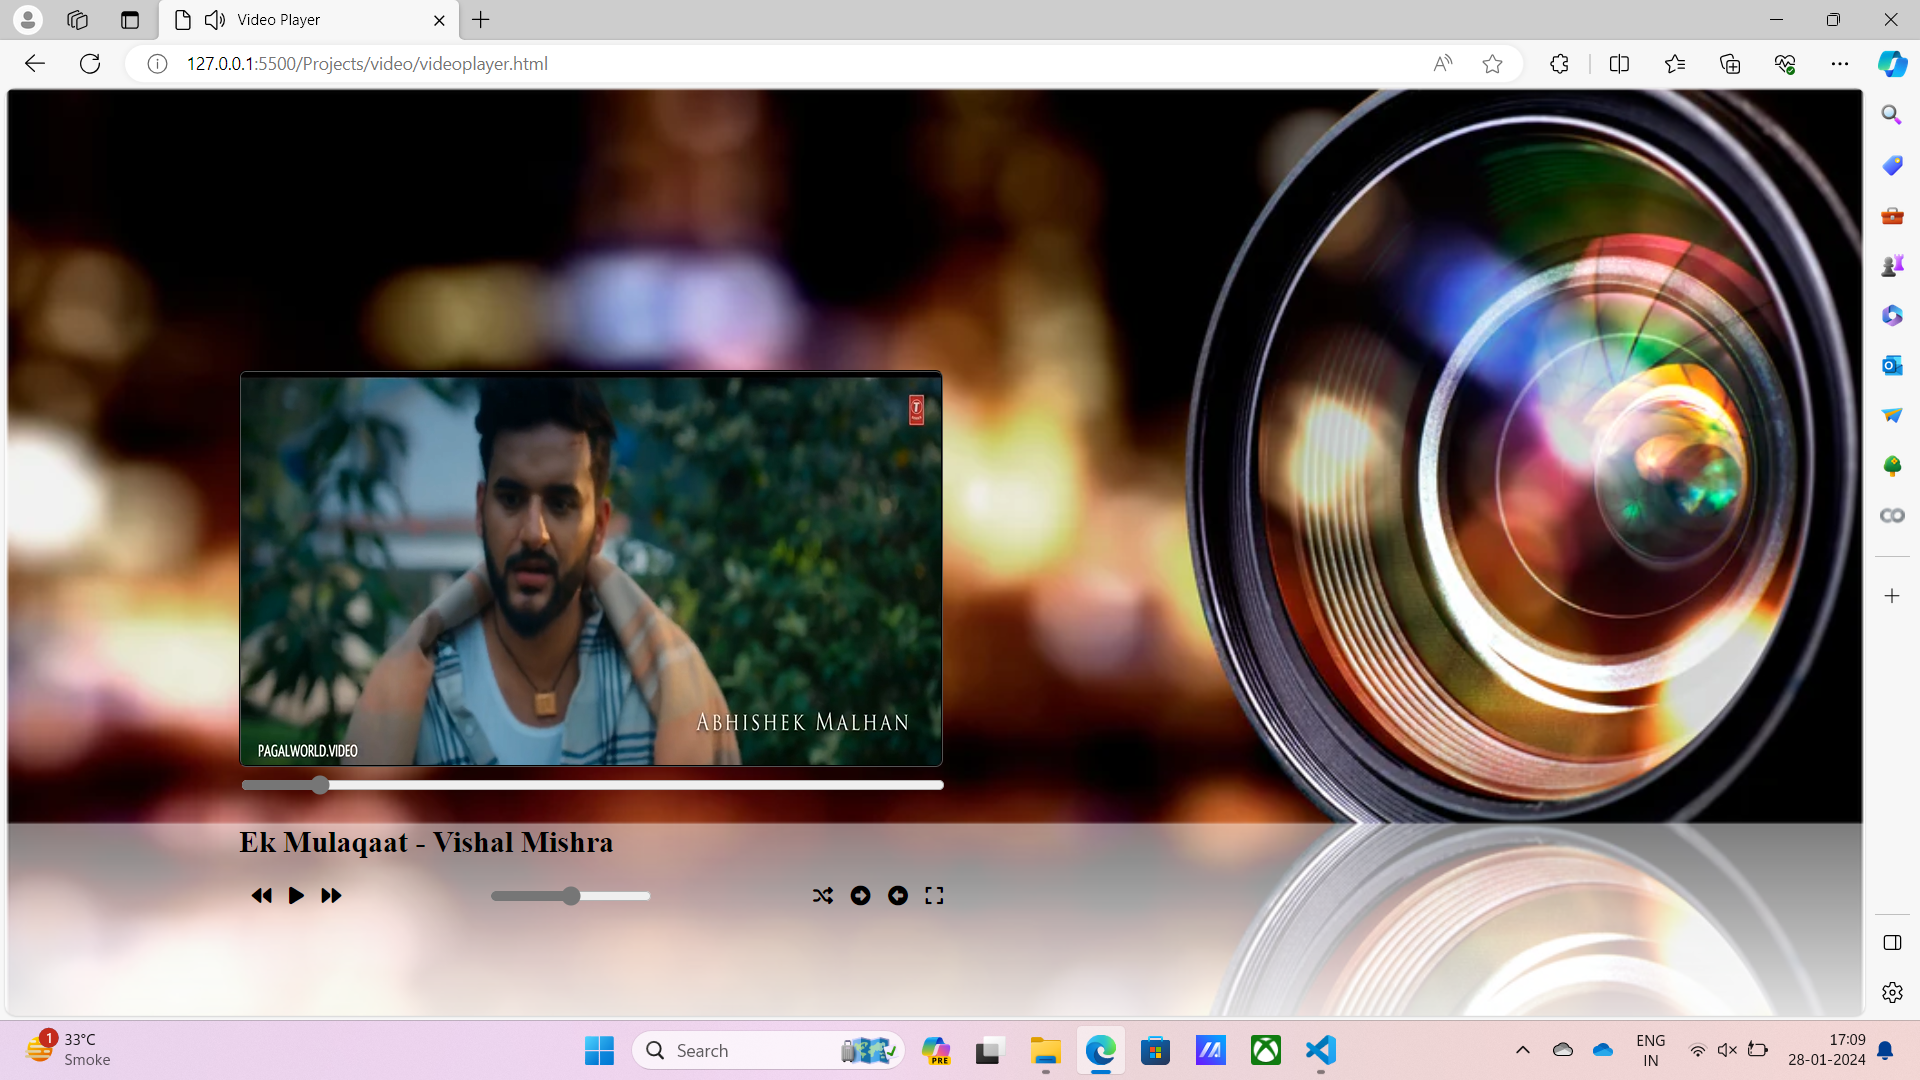 Video Player
127.0.0.1:5500/Projects/video/videoplayer.html
T
ABHISHEK MALHAN
PAGALWORLD.VIDEO
Ek Mulaqaat - Vishal Mishra
1
33°C
Smoke
Search
PRE
ENG
IN
17:09
28-01-2024